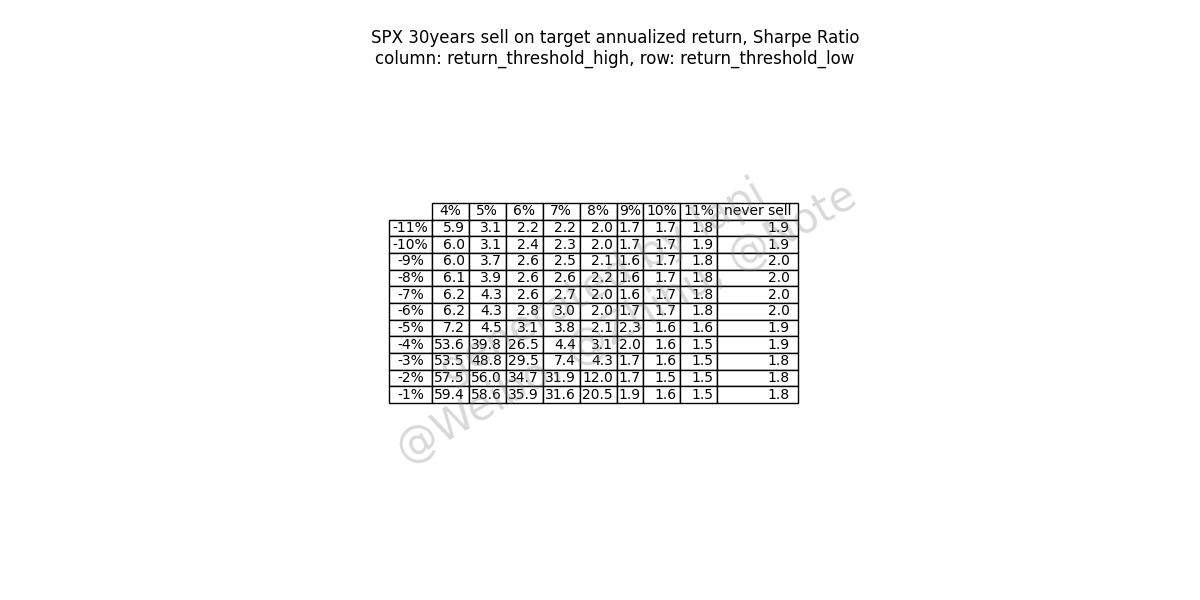 SPX 30years sell on target annualized return, Sharpe Ratio
column: return_threshold_high, row: return_threshold_low
4% 5% 6% 7% 8% 9% 10% 11% never sell
-11% 5.9 3.1 2.2 2.2 2.0 1.7 1.7 1.8 1.9
-10% 6.0 3.1 2.4 2.3 2.0 1.7 1.7 1.9 1.9
-9% 6.0 3.7 2.6 2.5 2.1 1.6 1.7 1.8 2.0
-8% 6.1 3.9 2.6 2.6 2.2 1.6 1.7 1.8 2.0
-7% 6.2 4.3 2.6 2.7 2.0 1.6 1.7 1.8 2.0
-6% 6.2 4.3 2.8 3.0 2.0 1.7 1.7 1.8 2.0
-5% 7.2 4.5 3.1 3.8 2.1 2.3 1.6 1.6 1.9
-4% 53.6 39.8 26.5 4.4 3.1 2.0 1.6 1.5 1.9
-3% 53.5 48.8 29.5 7.4 4.3 1.7 1.6 1.5 1.8
-2% 57.5 56.0 34.7 31.9 12.0 1.7 1.5 1.5 1.8
-1% 59.4 58.6 35.9 31.6 20.5 1.9 1.6 1.5 1.8